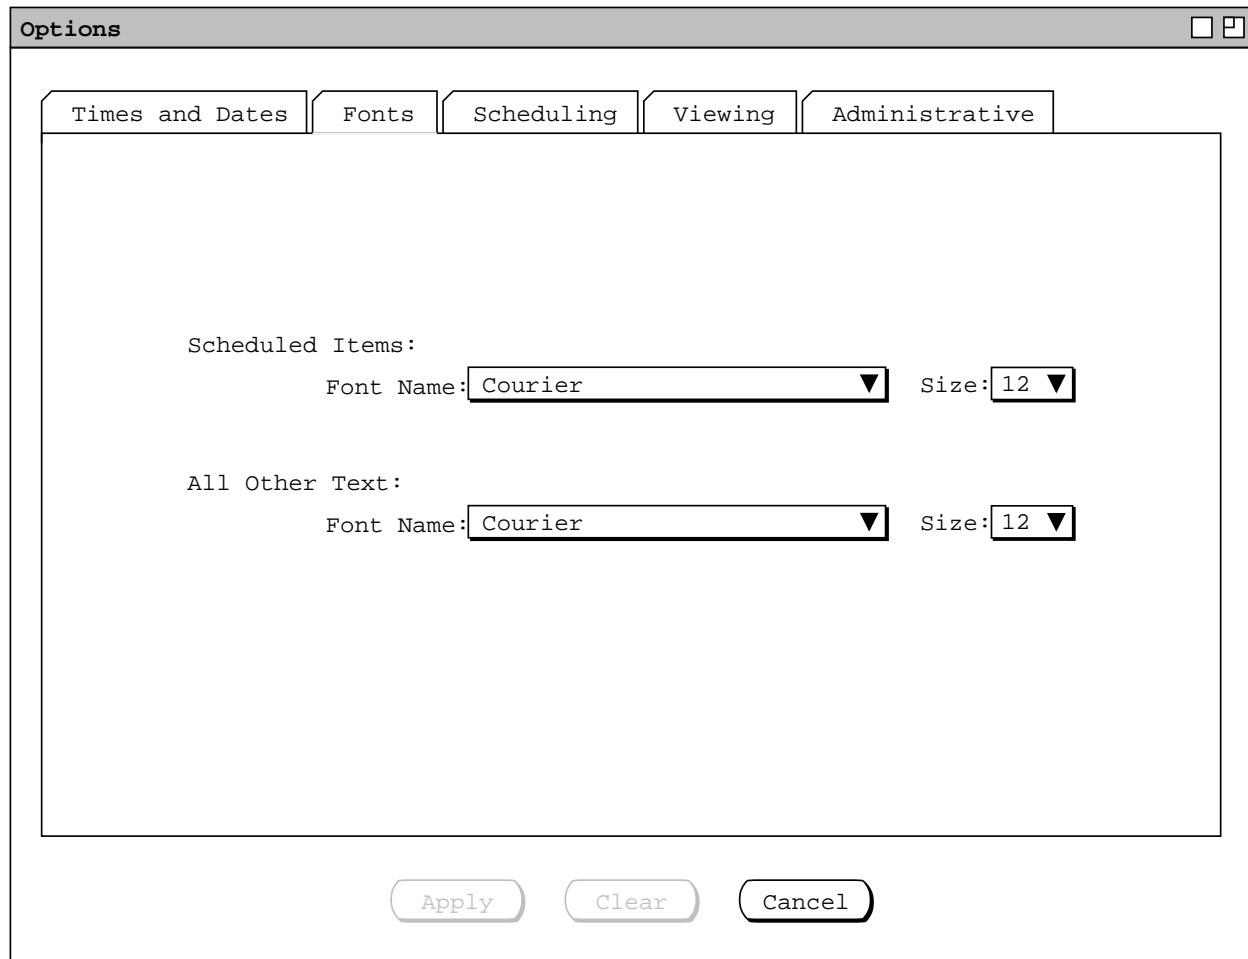 Options
Times and Dates Fonts Scheduling Viewing Administrative
Scheduled Items:
Font Name: Courier Size: 12
All Other Text:
Font Name: Courier Size: 12
Apply Clear Cancel